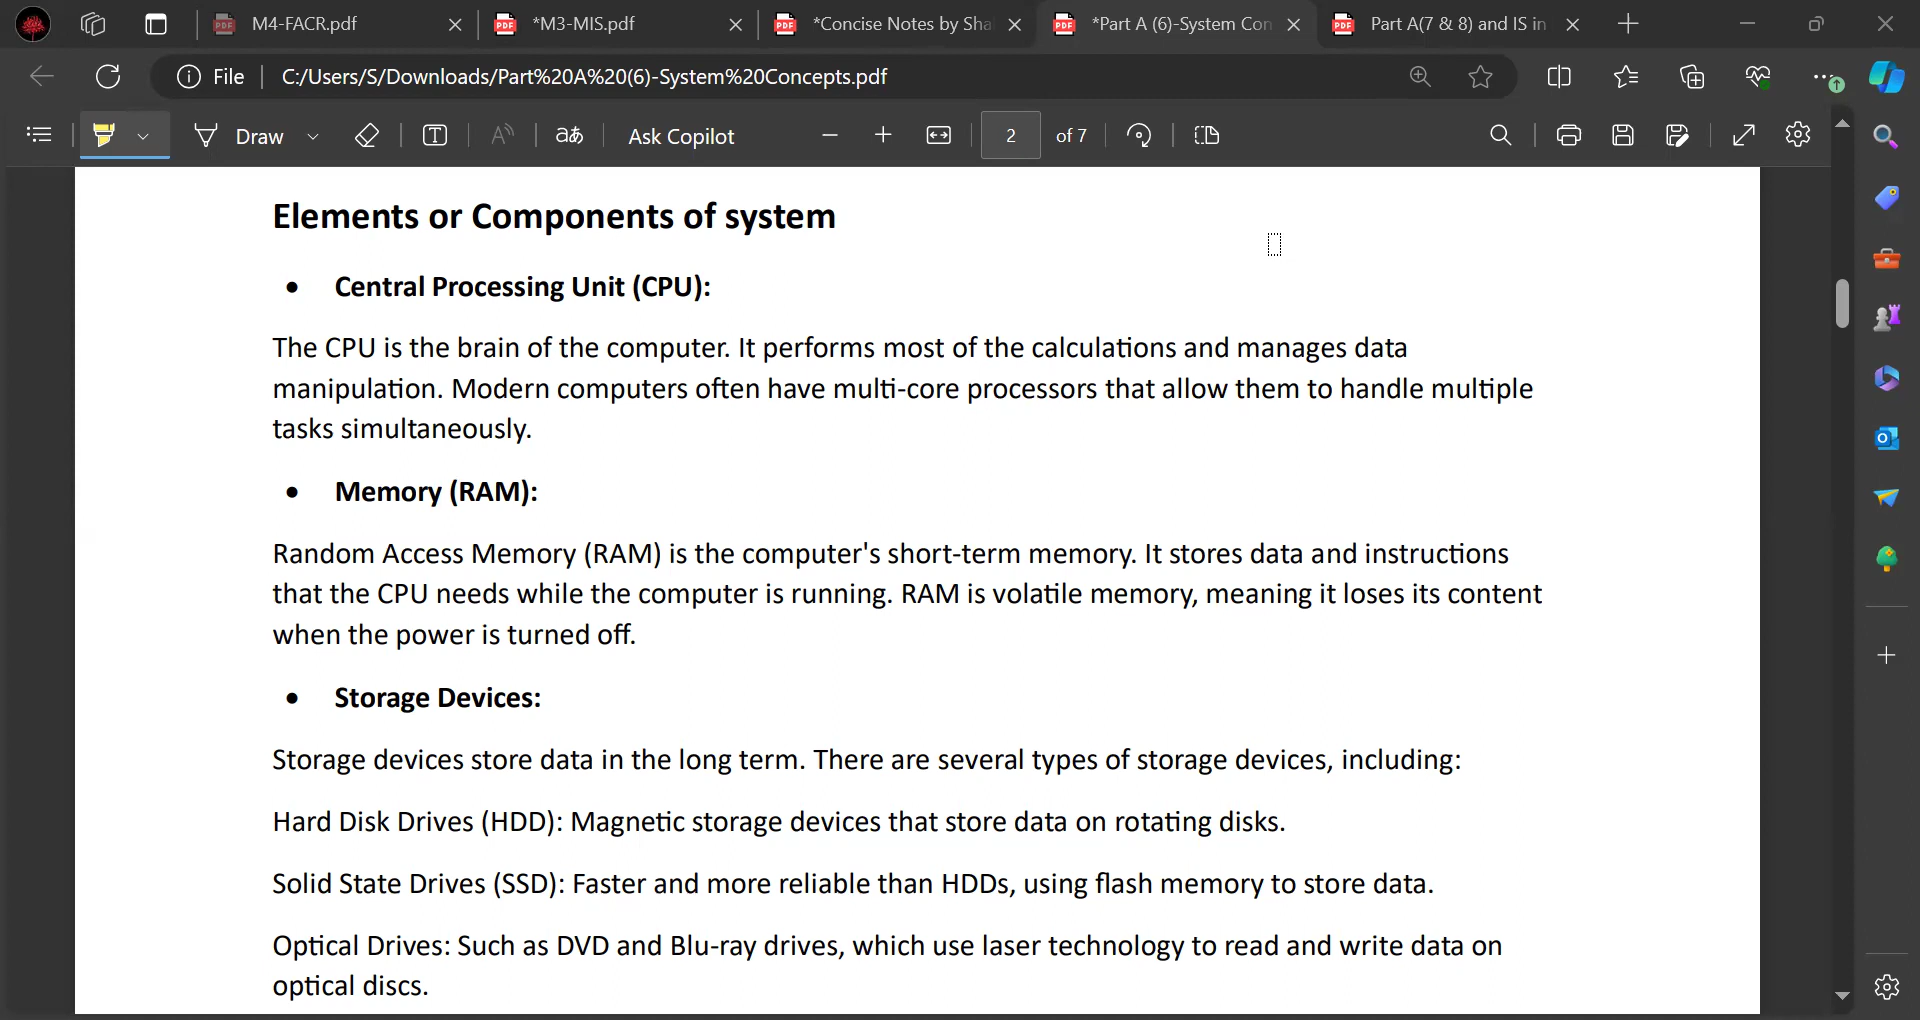 M4-FACR.pdf
*M3-MIS.pdf
*Concise Notes by Sha
*Part A (6)-System Con
Part A(7 & 8) and IS in
File
C:/Users/S/Downloads/Part%20A%20(6)-System%20Concepts.pdf
Draw
aあ
Ask Copilot
2
of 7
Elements or Components of system
• Central Processing Unit (CPU):
The CPU is the brain of the computer. It performs most of the calculations and manages data
manipulation. Modern computers often have multi-core processors that allow them to handle multiple
tasks simultaneously.
• Memory (RAM):
Random Access Memory (RAM) is the computer's short-term memory. It stores data and instructions
that the CPU needs while the computer is running. RAM is volatile memory, meaning it loses its content
when the power is turned off.
• Storage Devices:
Storage devices store data in the long term. There are several types of storage devices, including:
Hard Disk Drives (HDD): Magnetic storage devices that store data on rotating disks.
Solid State Drives (SSD): Faster and more reliable than HDDs, using flash memory to store data.
Optical Drives: Such as DVD and Blu-ray drives, which use laser technology to read and write data on
optical discs.